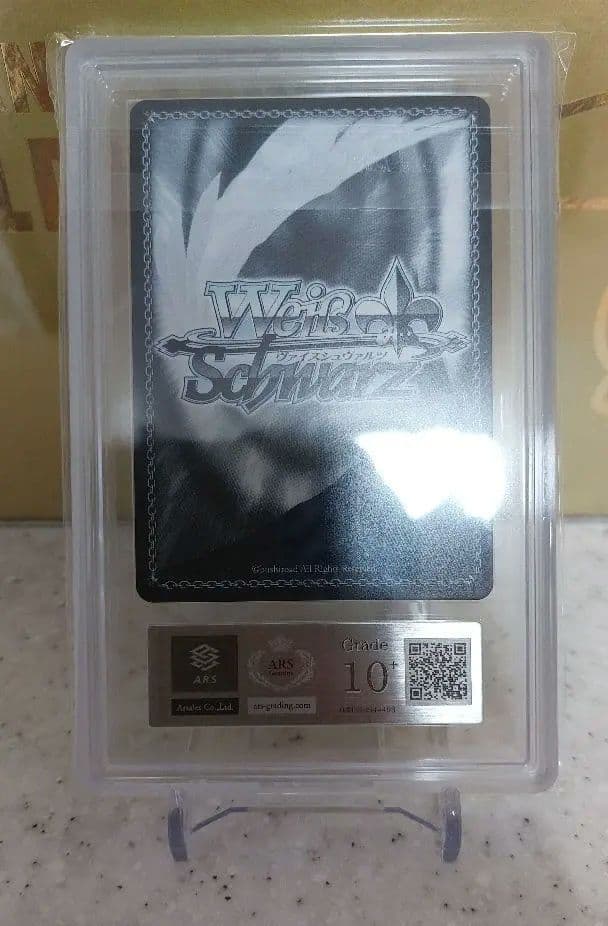 Weiß
ヴァイスシュヴァルツ
Schwarz
©bushiroad All Rights Reserved.
ARS
Arsales Co.,Ltd.
ARS
ars-grading.com
Grade
10+